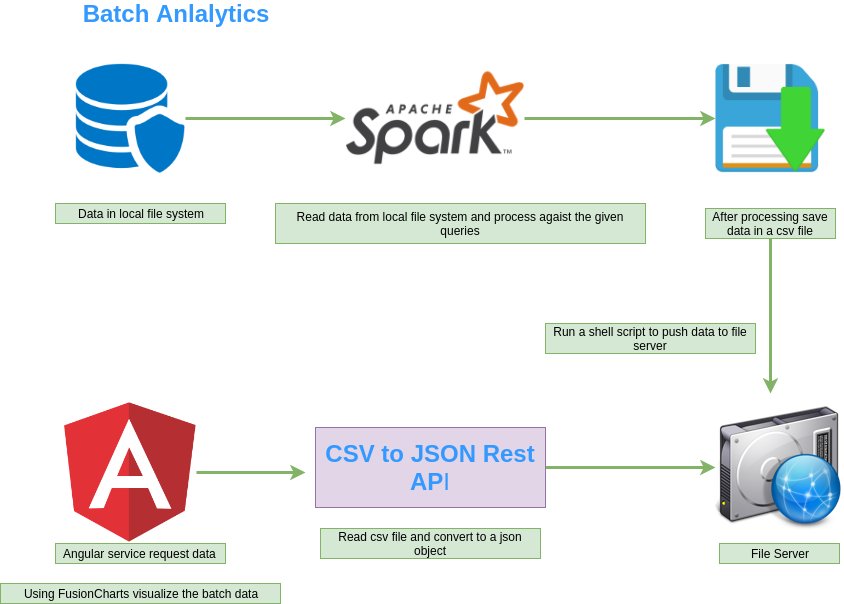 Batch Anlalytics
APACHE
Spark™
Data in local file system
Read data from local file system and process agaist the given
queries
After processing save
data in a csv file
Run a shell script to push data to file
server
CSV to JSON Rest
API
Read csv file and convert to a json
object
Angular service request data
File Server
Using FusionCharts visualize the batch data